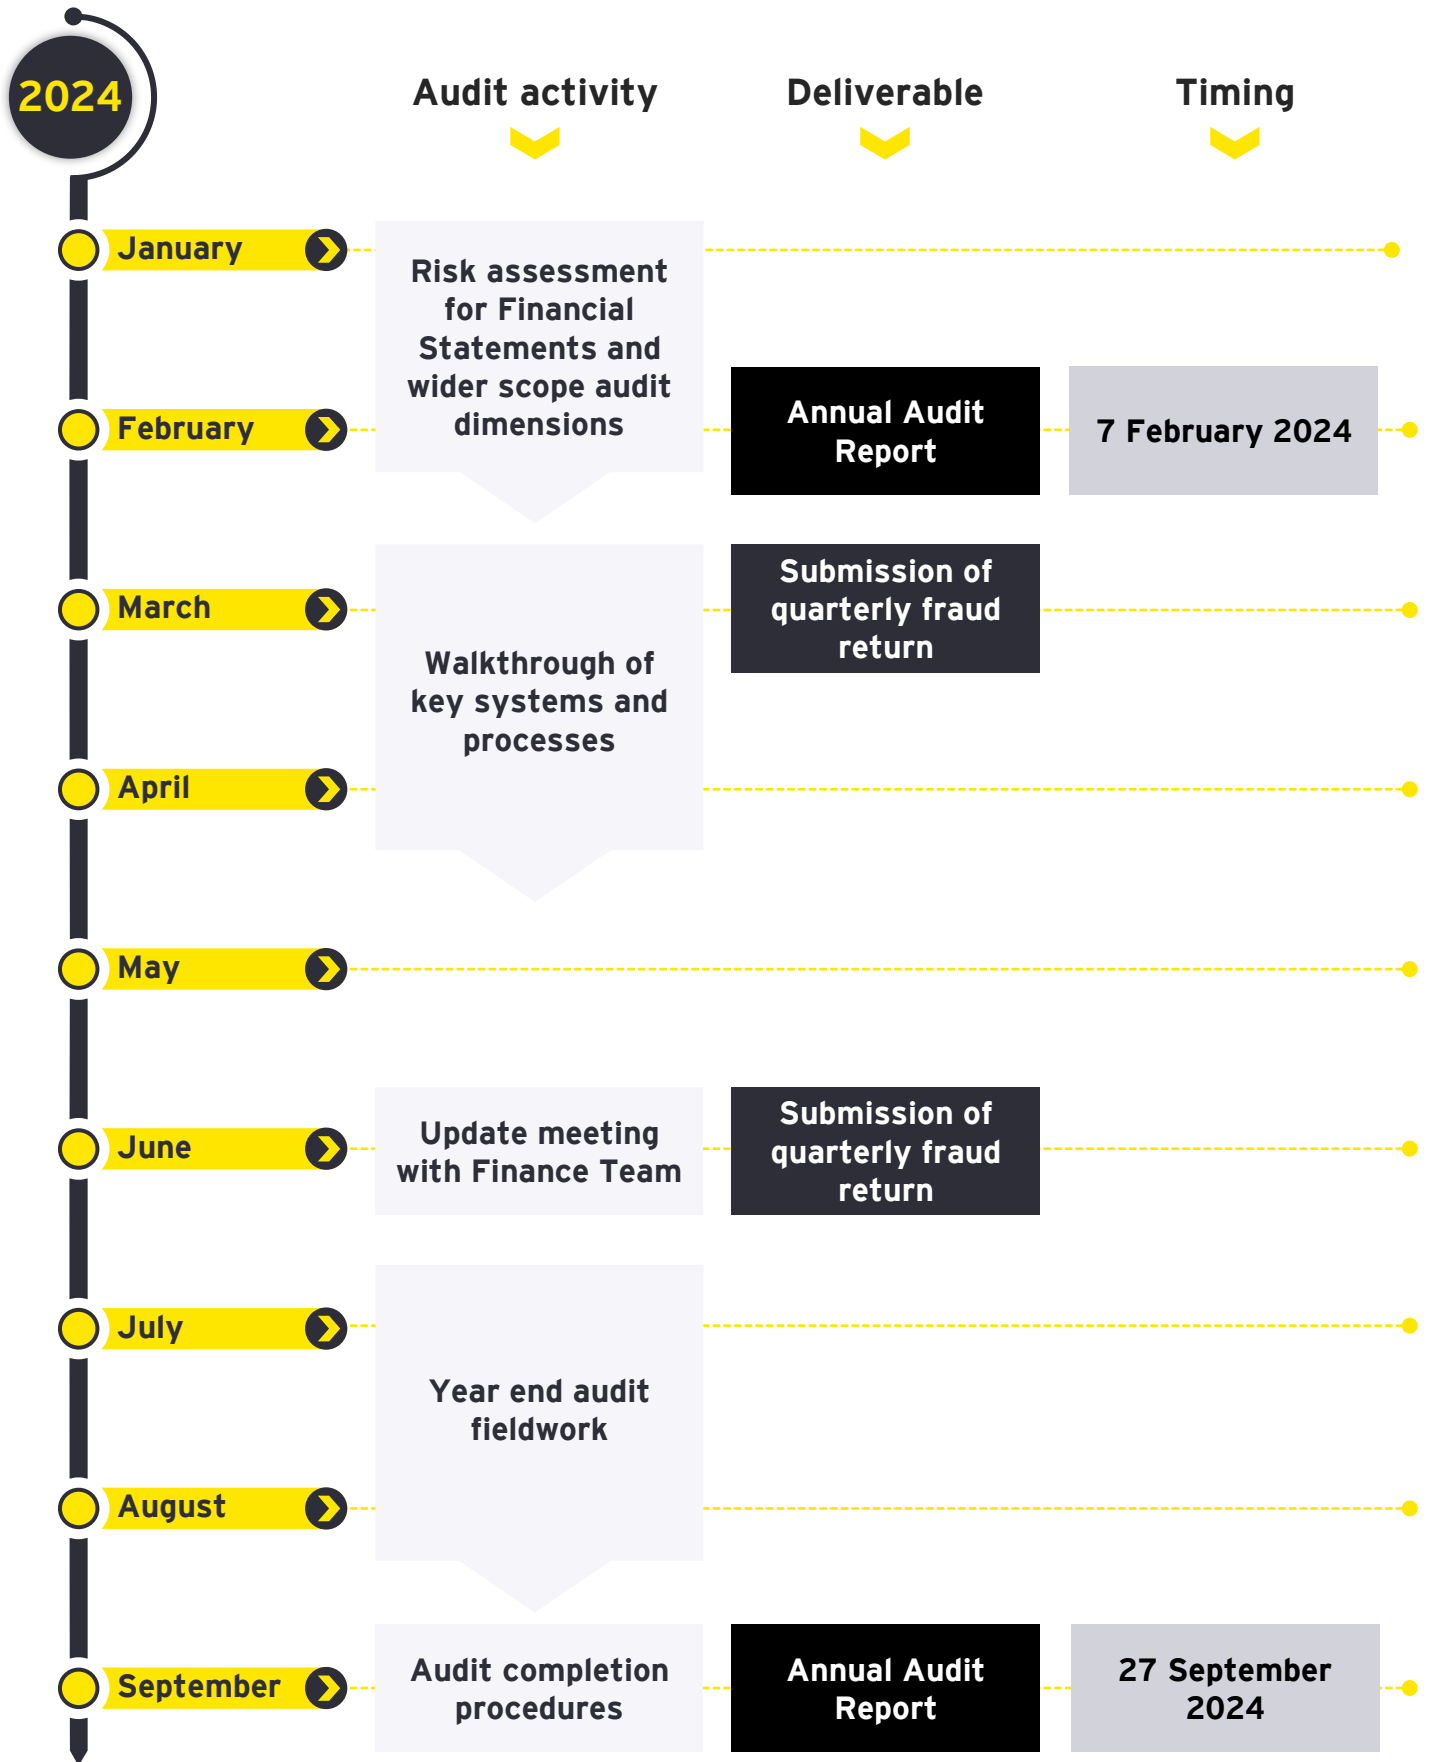 2024
Audit activity
Deliverable
Timing
January
Risk assessment
for Financial
Statements and
wider scope audit
dimensions
February
Annual Audit
Report
7 February 2024
March
Submission of
quarterly fraud
return
Walkthrough of
key systems and
processes
April
May
June
Update meeting
with Finance Team
Submission of
quarterly fraud
return
July
Year end audit
fieldwork
August
September
Audit completion
procedures
Annual Audit
Report
27 September
2024